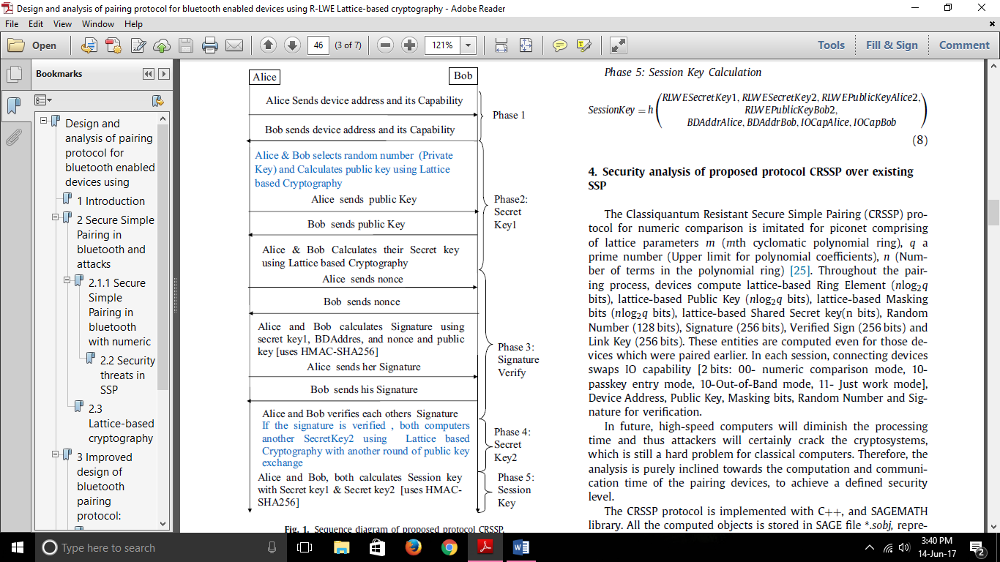 Design and analysis of pairing protocol for bluetooth enabled devices using R-LWE Lattice-based cryptography - Adobe Reader
File Edit View Window Help
Open
46
(3 of 7)
121%
Tools
Fill & Sign
Comment
Bookmarks
Design and
analysis of pairing
protocol for
bluetooth enabled
devices using
1 Introduction
2 Secure Simple
Pairing in
bluetooth and
attacks
2.1.1 Secure
Simple
Pairing in
bluetooth
with numeric
2.2 Security
threats in
SSP
2.3
Lattice-based
cryptography
3 Improved
design of
bluetooth
pairing
protocol:
Alice
Bob
Alice Sends device address and its Capability
Phase 1
Bob sends device address and its Capability
Alice & Bob selects random number (Private
Key) and Calculates public key using Lattice
based Cryptography
Alice sends public Key
Phase2:
Secret
Key1
Bob sends public Key
Alice & Bob Calculates their Secret key
using Lattice based Cryptography
Alice sends nonce
Bob sends nonce
Alice and Bob calculates Signature using
secret key1, BDAddres, and nonce and public
key [uses HMAC-SHA256]
Phase 3:
Signature
Verify
Alice sends her Signature
Bob sends his Signature
Alice and Bob verifies each others Signature
If the signature is verified , both computers
another SecretKey2 using Lattice based
Cryptography with another round of public key
exchange
Phase 4:
Secret
Key2
Alice and Bob, both calculates Session key
with Secret key1 & Secret key2 [uses HMAC-
SHA256]
Phase 5:
Session
Key
Fig. 1. Sequence diagram of proposed protocol CRSSP.
Phase 5: Session Key Calculation
SessionKey = h ( RLWESecretKey1, RLWESecretKey2, RLWEPublicKeyAlice2,
RLWEPublicKeyBob2,
BDAddrAlice, BDAddrBob, IOCapAlice, IOCapBob )
(8)
4. Security analysis of proposed protocol CRSSP over existing
SSP
The Classiquantum Resistant Secure Simple Pairing (CRSSP) pro-
tocol for numeric comparison is imitated for piconet comprising
of lattice parameters m (mth cyclomatic polynomial ring), q a
prime number (Upper limit for polynomial coefficients), n (Num-
ber of terms in the polynomial ring) [25]. Throughout the pair-
ing process, devices compute lattice-based Ring Element (nlog₂q
bits), lattice-based Public Key (nlog₂q bits), lattice-based Masking
bits (nlog₂q bits), lattice-based Shared Secret key(n bits), Random
Number (128 bits), Signature (256 bits), Verified Sign (256 bits) and
Link Key (256 bits). These entities are computed even for those de-
vices which were paired earlier. In each session, connecting devices
swaps IO capability [2 bits: 00- numeric comparison mode, 10-
passkey entry mode, 10-Out-of-Band mode, 11- Just work mode],
Device Address, Public Key, Masking bits, Random Number and Sig-
nature for verification.
In future, high-speed computers will diminish the processing
time and thus attackers will certainly crack the cryptosystems,
which is still a hard problem for classical computers. Therefore, the
analysis is purely inclined towards the computation and communi-
cation time of the pairing devices, to achieve a defined security
level.
The CRSSP protocol is implemented with C++, and SAGEMATH
library. All the computed objects is stored in SAGE file *.sobj, repre-
Type here to search
3:40 PM
14-Jun-17
2